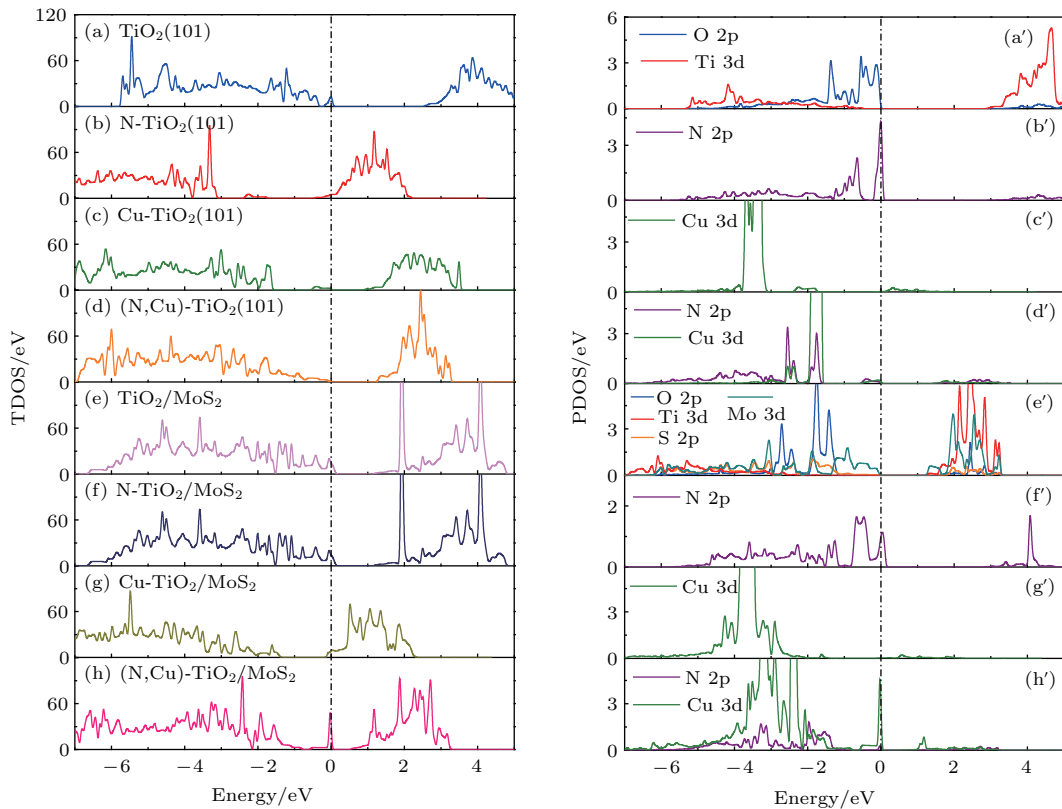 120
60
0
(a) TiO₂(101)
60
0
(b) N-TiO₂(101)
60
0
(c) Cu-TiO₂(101)
60
0
(d) (N,Cu)-TiO₂(101)
60
0
(e) TiO₂/MoS₂
60
0
(f) N-TiO₂/MoS₂
60
0
(g) Cu-TiO₂/MoS₂
60
0
(h) (N,Cu)-TiO₂/MoS₂
TDOS/eV
−6 −4 −2 0 2 4
Energy/eV
6
4
2
0
O 2p
Ti 3d
(a′)
3
0
N 2p
(b′)
3
0
Cu 3d
(c′)
3
0
N 2p
Cu 3d
(d′)
6
3
0
O 2p
Mo 3d
Ti 3d
S 2p
(e′)
2
0
N 2p
(f′)
3
0
Cu 3d
(g′)
3
0
N 2p
Cu 3d
(h′)
PDOS/eV
−6 −4 −2 0 2 4
Energy/eV